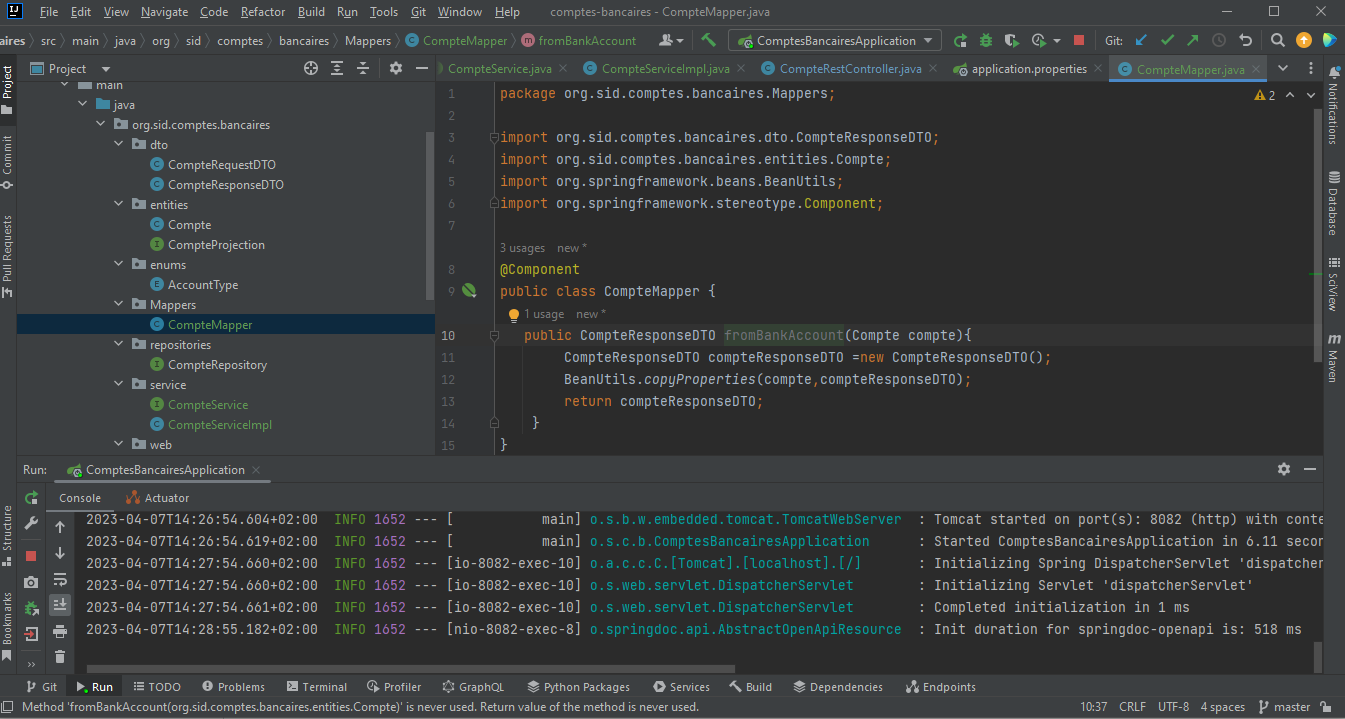 File Edit View Navigate Code Refactor Build Run Tools Git Window Help comptes-bancaires - CompteMapper.java
aires src main java org sid comptes bancaires Mappers CompteMapper fromBankAccount ComptesBancairesApplication Git:
Project
CompteService.java CompteServiceImpl.java CompteRestController.java application.properties CompteMapper.java
main
java
org.sid.comptes.bancaires
dto
CompteRequestDTO
CompteResponseDTO
entities
Compte
CompteProjection
enums
AccountType
Mappers
CompteMapper
repositories
CompteRepository
service
CompteService
CompteServiceImpl
web
2
1 package org.sid.comptes.bancaires.Mappers;
2
3 import org.sid.comptes.bancaires.dto.CompteResponseDTO;
4 import org.sid.comptes.bancaires.entities.Compte;
5 import org.springframework.beans.BeanUtils;
6 import org.springframework.stereotype.Component;
7
3 usages new *
8 @Component
9 public class CompteMapper {
1 usage new *
10 public CompteResponseDTO fromBankAccount(Compte compte){
11 CompteResponseDTO compteResponseDTO =new CompteResponseDTO();
12 BeanUtils.copyProperties(compte,compteResponseDTO);
13 return compteResponseDTO;
14 }
15 }
Project
Commit
Pull Requests
Structure
Bookmarks
Notifications
Database
SciView
Maven
Run: ComptesBancairesApplication
Console Actuator
2023-04-07T14:26:54.604+02:00 INFO 1652 --- [ main] o.s.b.w.embedded.tomcat.TomcatWebServer : Tomcat started on port(s): 8082 (http) with conte
2023-04-07T14:26:54.619+02:00 INFO 1652 --- [ main] o.s.c.b.ComptesBancairesApplication : Started ComptesBancairesApplication in 6.11 secon
2023-04-07T14:27:54.660+02:00 INFO 1652 --- [io-8082-exec-10] o.a.c.c.C.[Tomcat].[localhost].[/] : Initializing Spring DispatcherServlet 'dispatcher
2023-04-07T14:27:54.660+02:00 INFO 1652 --- [io-8082-exec-10] o.s.web.servlet.DispatcherServlet : Initializing Servlet 'dispatcherServlet'
2023-04-07T14:27:54.661+02:00 INFO 1652 --- [io-8082-exec-10] o.s.web.servlet.DispatcherServlet : Completed initialization in 1 ms
2023-04-07T14:28:55.182+02:00 INFO 1652 --- [nio-8082-exec-8] o.springdoc.api.AbstractOpenApiResource : Init duration for springdoc-openapi is: 518 ms
Git Run TODO Problems Terminal Profiler GraphQL Python Packages Services Build Dependencies Endpoints
Method 'fromBankAccount(org.sid.comptes.bancaires.entities.Compte)' is never used. Return value of the method is never used. 10:37 CRLF UTF-8 4 spaces master